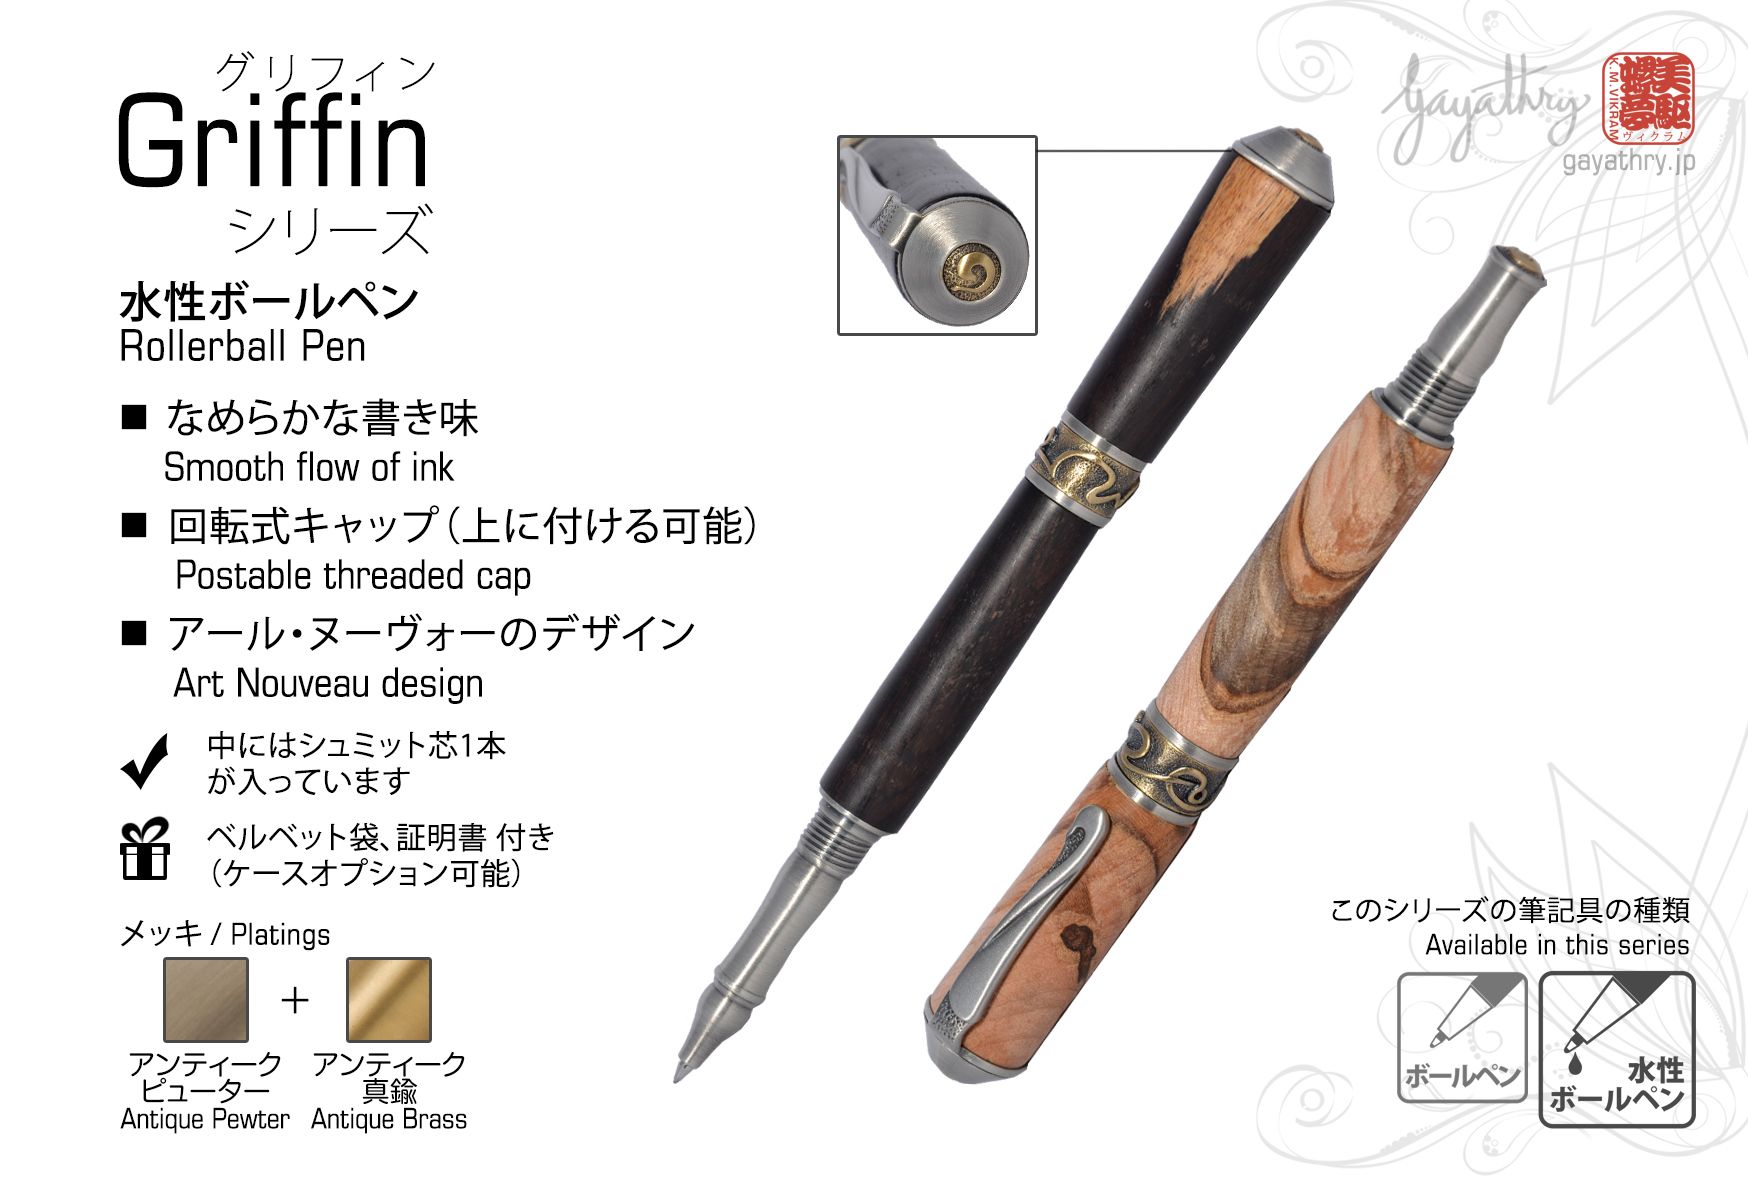 グリフィン
Griffin
シリーズ
水性ボールペン
Rollerball Pen
■ なめらかな書き味
Smooth flow of ink
■ 回転式キャップ（上に付ける可能）
Postable threaded cap
■ アール・ヌーヴォーのデザイン
Art Nouveau design
中にはシュミット芯1本
が入っています
ベルベット袋、証明書 付き
（ケースオプション可能）
メッキ / Platings
+
アンティーク
ピューター
Antique Pewter
アンティーク
真鍮
Antique Brass
gayathry
K.M.VIKRAM
ヴィクラム
gayathry.jp
このシリーズの筆記具の種類
Available in this series
ボールペン
水性
ボールペン